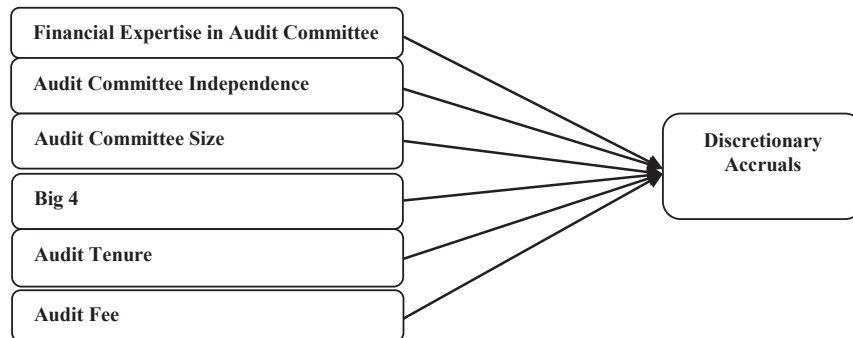 Financial Expertise in Audit Committee
Audit Committee Independence
Audit Committee Size
Big 4
Audit Tenure
Audit Fee
Discretionary
Accruals